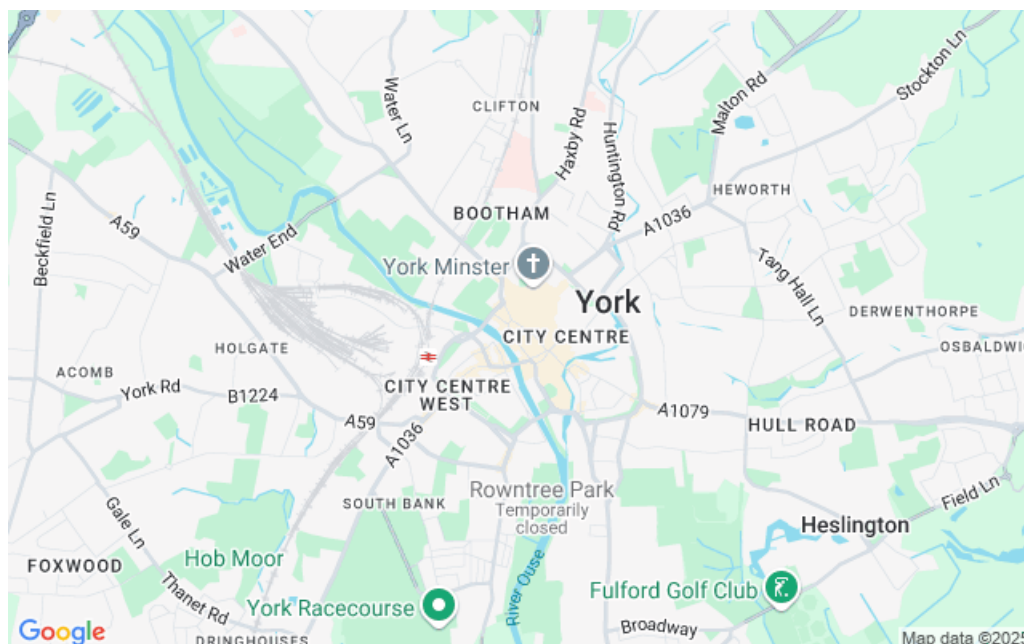 Stockton Ln
Malton Rd
CLIFTON
Water Ln
Haxby Rd
Huntington Rd
HEWORTH
BOOTHAM
A1036
Beckfield Ln
A59
Water End
York Minster
York
Tang Hall Ln
DERWENTHORPE
CITY CENTRE
OSBALDWIC
HOLGATE
ACOMB
York Rd
B1224
CITY CENTRE
WEST
A59
A1036
A1079
HULL ROAD
Rowntree Park
Temporarily
closed
SOUTH BANK
Field Ln
Gale Ln
Heslington
Hob Moor
FOXWOOD
River Ouse
Thanet Rd
York Racecourse
Fulford Golf Club
Broadway
DRINGHOUSES
Google
Map data ©2025